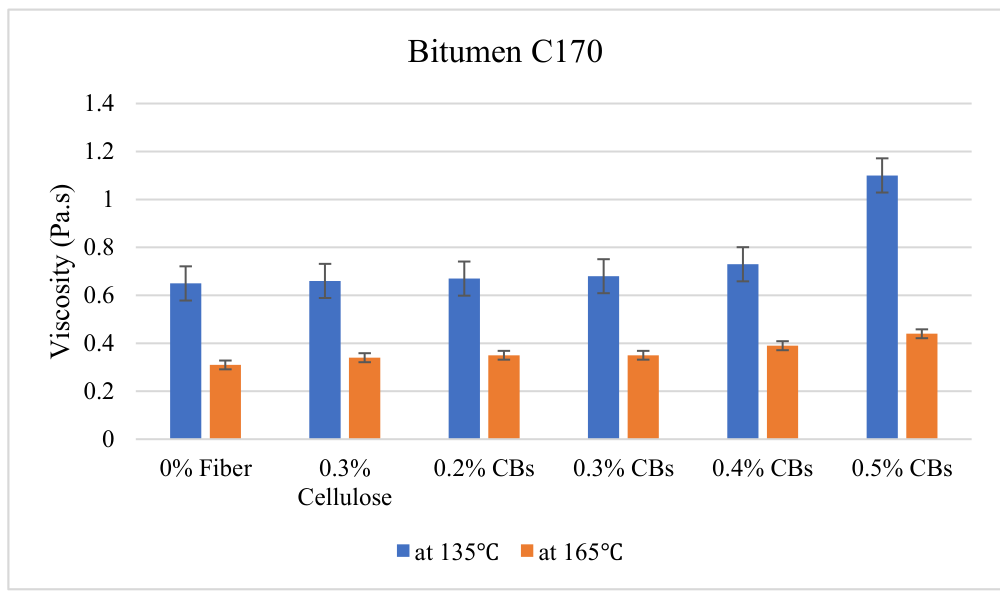 Bitumen C170
Viscosity (Pa.s)
1.4
1.2
1
0.8
0.6
0.4
0.2
0
0% Fiber
0.3%
Cellulose
0.2% CBs
0.3% CBs
0.4% CBs
0.5% CBs
at 135℃
at 165℃